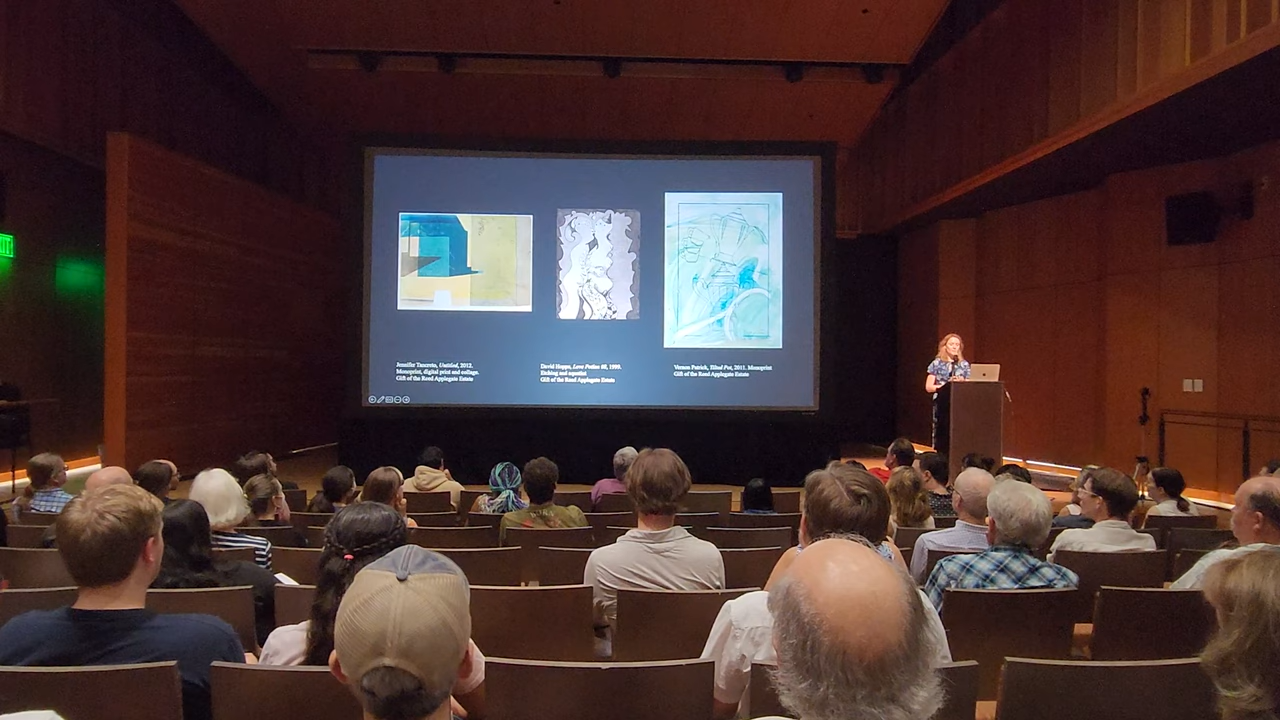 Jennifer Tancreto, Untitled, 2012.
Monoprint, digital print and collage.
Gift of the Reed Applegate Estate
David Hoppe, Love Potion #8, 1999.
Etching and aquatint
Gift of the Reed Applegate Estate
Vernon Patrick, Tilted Pot, 2011. Monoprint
Gift of the Reed Applegate Estate